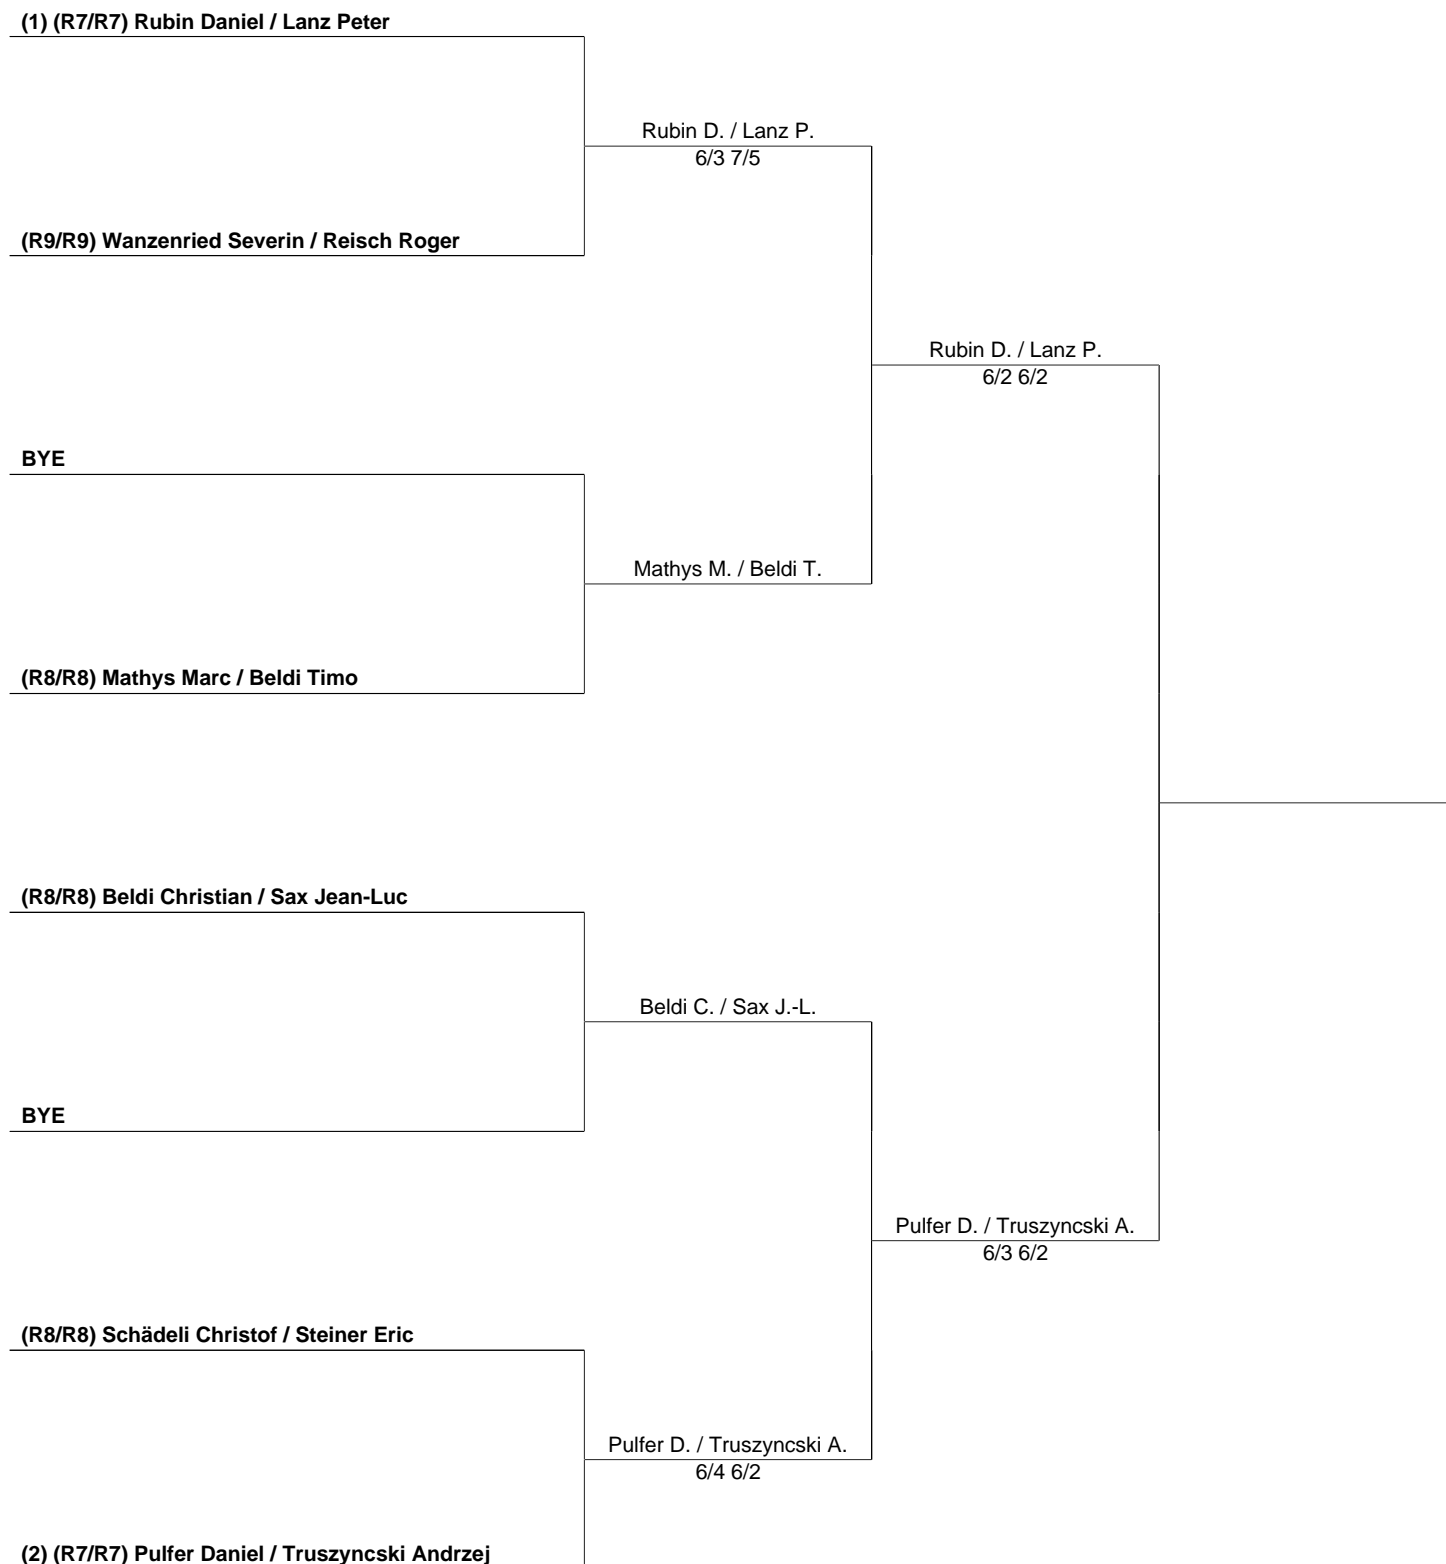 (1) (R7/R7) Rubin Daniel / Lanz Peter
Rubin D. / Lanz P.
6/3 7/5
(R9/R9) Wanzenried Severin / Reisch Roger
Rubin D. / Lanz P.
6/2 6/2
BYE
Mathys M. / Beldi T.
(R8/R8) Mathys Marc / Beldi Timo
(R8/R8) Beldi Christian / Sax Jean-Luc
Beldi C. / Sax J.-L.
BYE
Pulfer D. / Truszyncski A.
6/3 6/2
(R8/R8) Schädeli Christof / Steiner Eric
Pulfer D. / Truszyncski A.
6/4 6/2
(2) (R7/R7) Pulfer Daniel / Truszyncski Andrzej